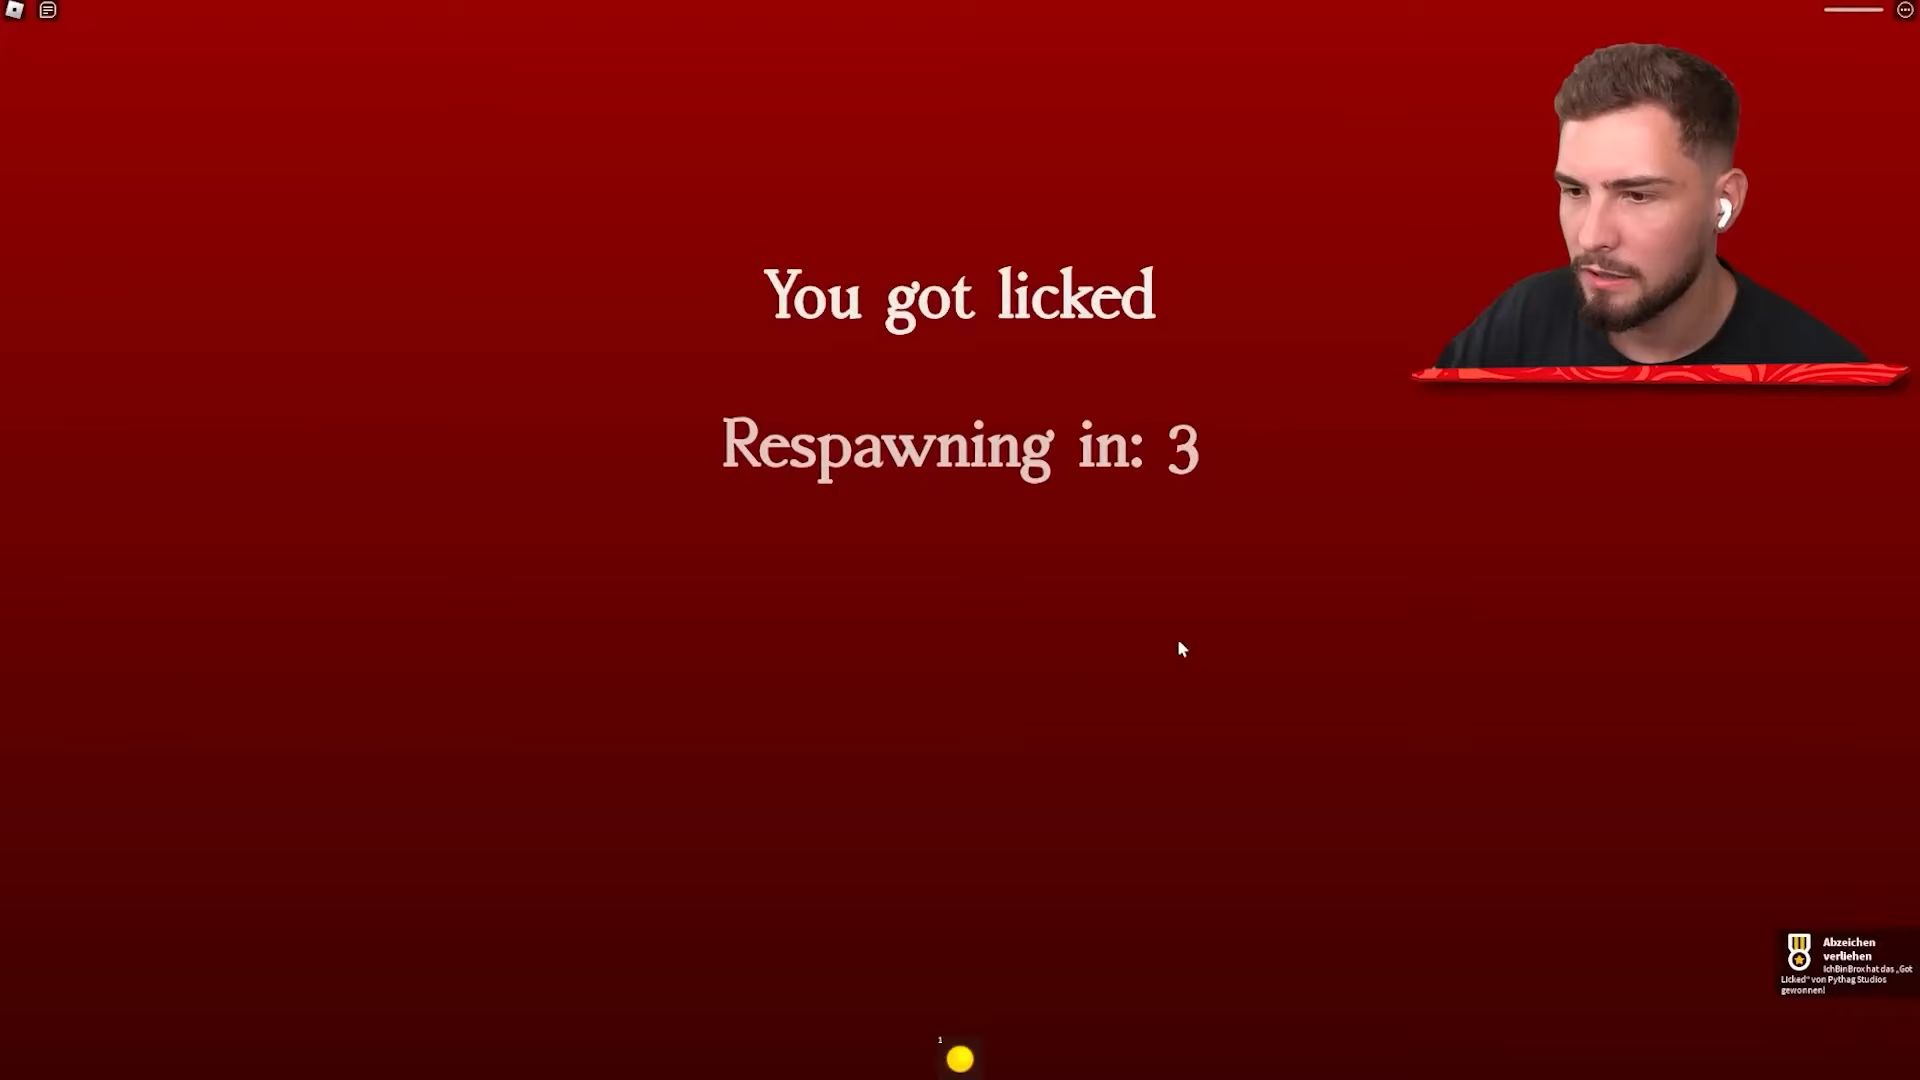 You got licked
Respawning in: 3
Abzeichen
verliehen
IchBinBrox hat das „Got
Licked“ von Pythag Studios
gewonnen!
1